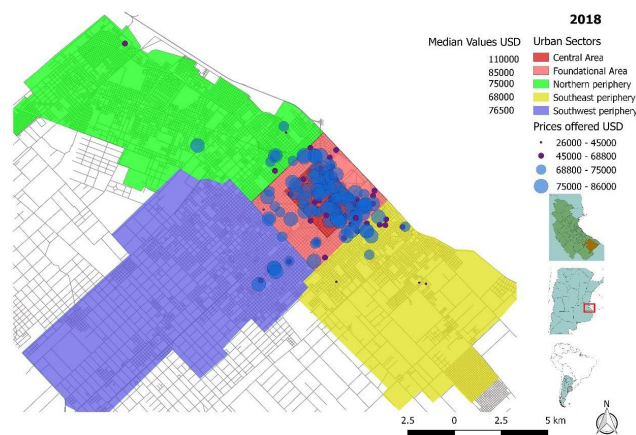 2018
Median Values USD
Urban Sectors
110000
Central Area
85000
Foundational Area
75000
Northern periphery
68000
Southeast periphery
76500
Southwest periphery
Prices offered USD
26000 - 45000
45000 - 68800
68800 - 75000
75000 - 86000
2.5 0 2.5 5 km
N